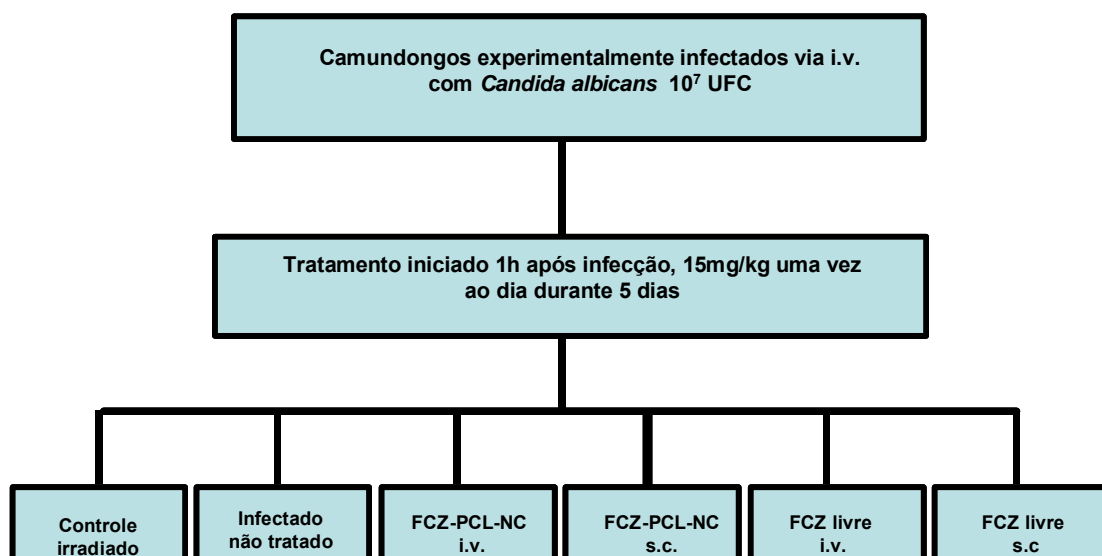 Camundongos experimentalmente infectados via i.v.
com Candida albicans 10⁷ UFC
Tratamento iniciado 1h após infecção, 15mg/kg uma vez
ao dia durante 5 dias
Controle
irradiado
Infectado
não tratado
FCZ-PCL-NC
i.v.
FCZ-PCL-NC
s.c.
FCZ livre
i.v.
FCZ livre
s.c